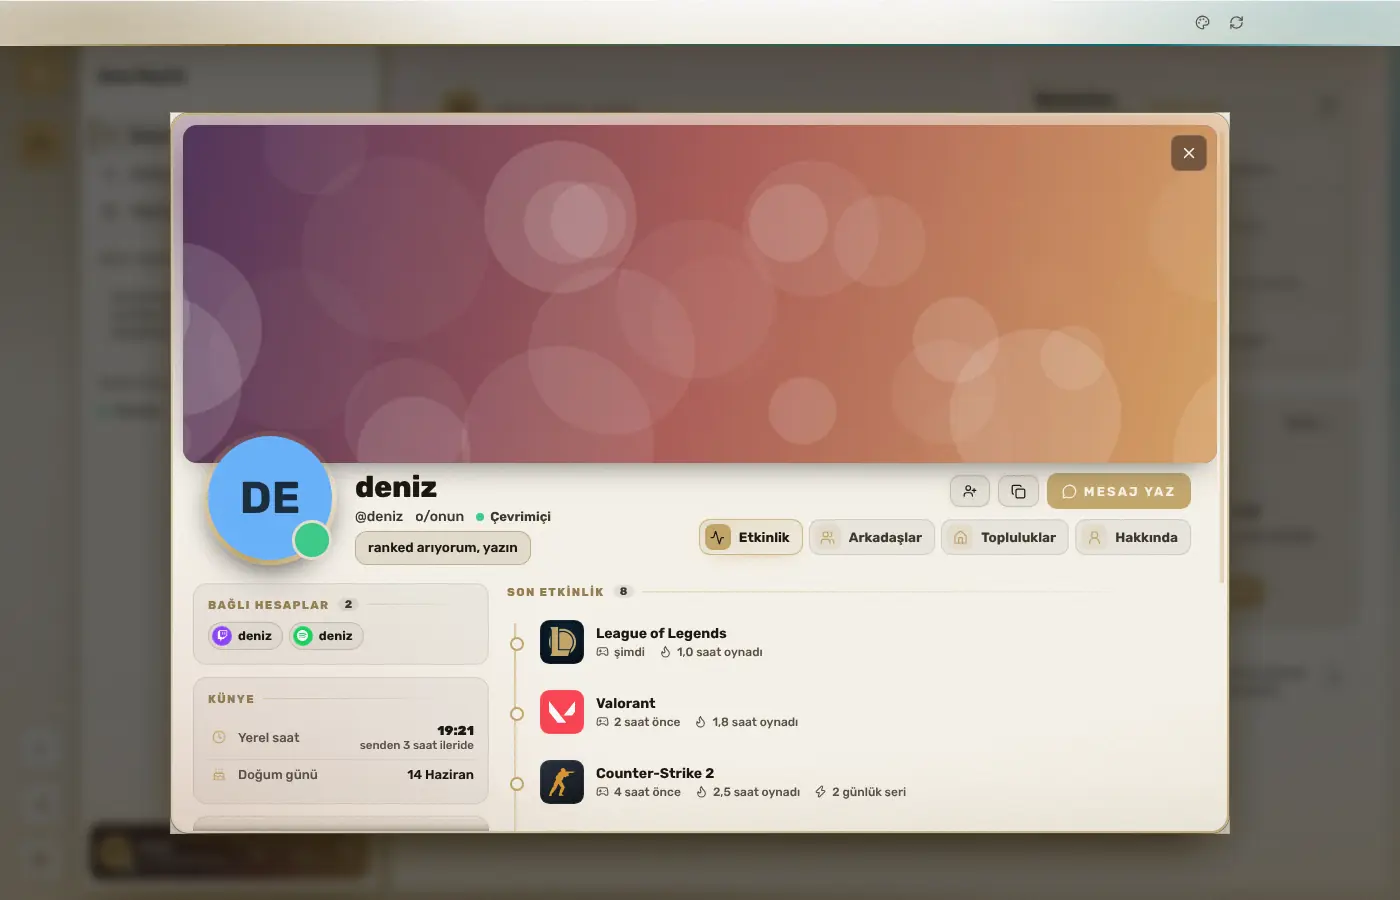 DE
deniz
@deniz o/onun Çevrimiçi
ranked arıyorum, yazın
MESAJ YAZ
Etkinlik Arkadaşlar Topluluklar Hakkında
BAĞLI HESAPLAR 2
deniz deniz
KÜNYE
Yerel saat 19:21
senden 3 saat ileride
Doğum günü 14 Haziran
SON ETKİNLİK 8
League of Legends
şimdi 1,0 saat oynadı
Valorant
2 saat önce 1,8 saat oynadı
Counter-Strike 2
4 saat önce 2,5 saat oynadı 2 günlük seri